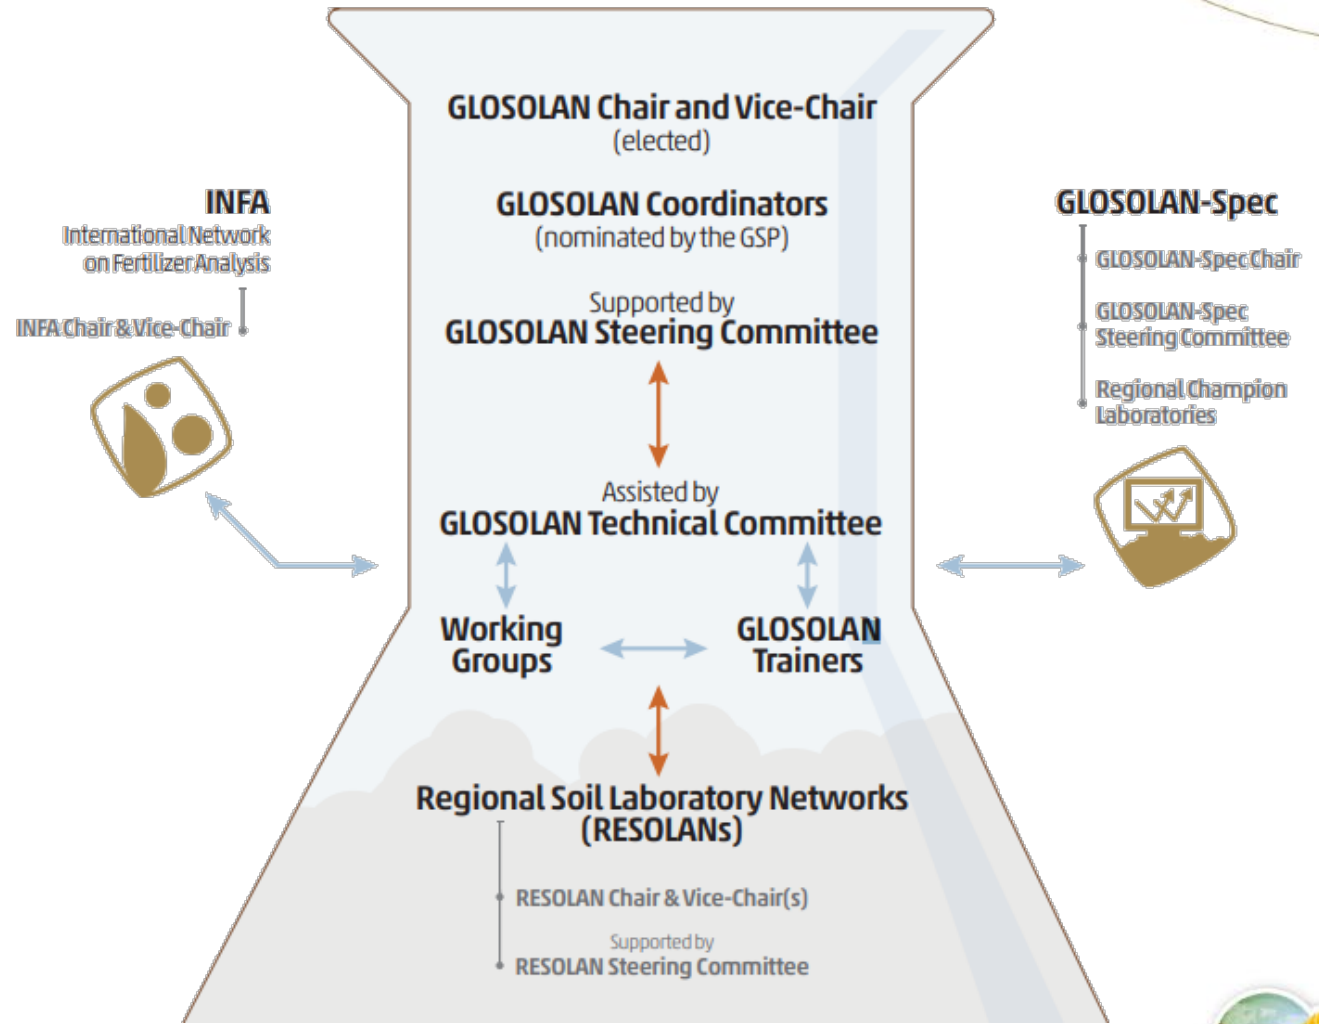 GLOSOLAN Chair and Vice-Chair
(elected)
GLOSOLAN Coordinators
(nominated by the GSP)
Supported by
GLOSOLAN Steering Committee
Assisted by
GLOSOLAN Technical Committee
Working
Groups
GLOSOLAN
Trainers
Regional Soil Laboratory Networks
(RESOLANs)
RESOLAN Chair & Vice-Chair(s)
Supported by
RESOLAN Steering Committee
INFA
International Network
on Fertilizer Analysis
INFA Chair & Vice-Chair
GLOSOLAN-Spec
GLOSOLAN-Spec Chair
GLOSOLAN-Spec
Steering Committee
Regional Champion
Laboratories